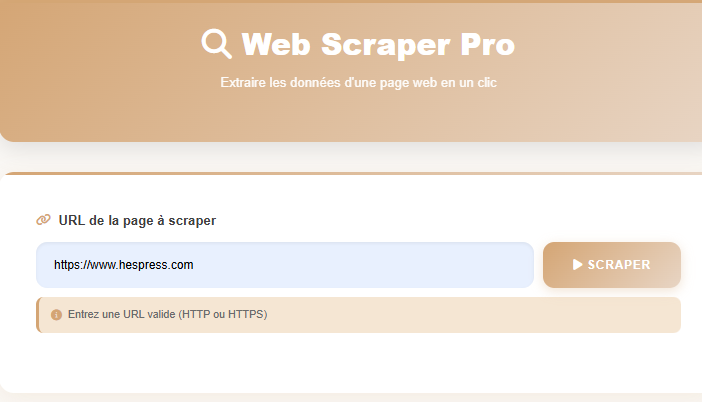 Web Scraper Pro
Extraire les données d'une page web en un clic
URL de la page à scraper
https://www.hespress.com
SCRAPER
Entrez une URL valide (HTTP ou HTTPS)